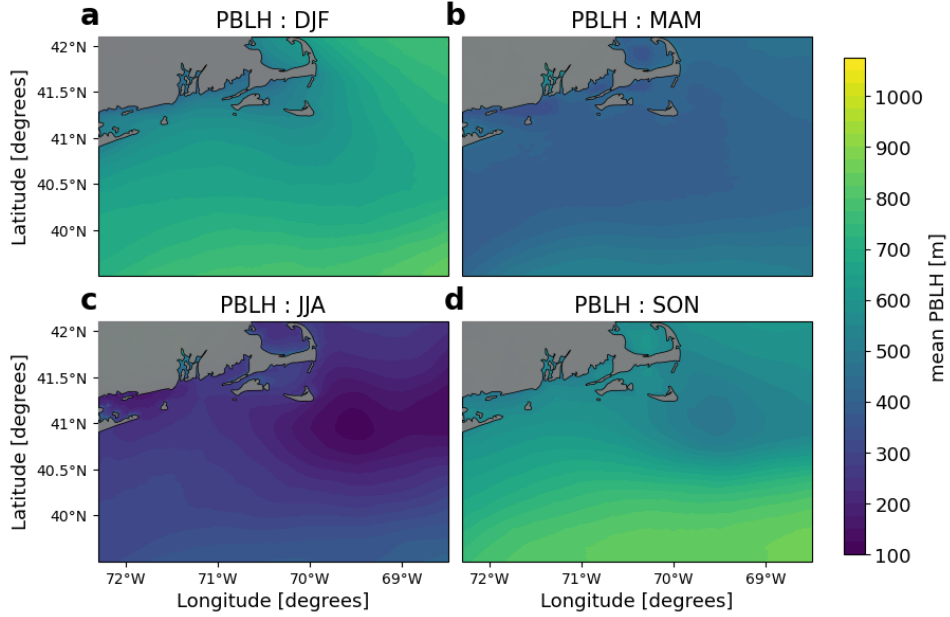 a PBLH : DJF
b PBLH : MAM
42°N
41.5°N
41°N
40.5°N
40°N
Latitude [degrees]
c PBLH : JJA
d PBLH : SON
42°N
41.5°N
41°N
40.5°N
40°N
Latitude [degrees]
72°W 71°W 70°W 69°W
Longitude [degrees]
72°W 71°W 70°W 69°W
Longitude [degrees]
1000
900
800
700
600
500
400
300
200
100
mean PBLH [m]